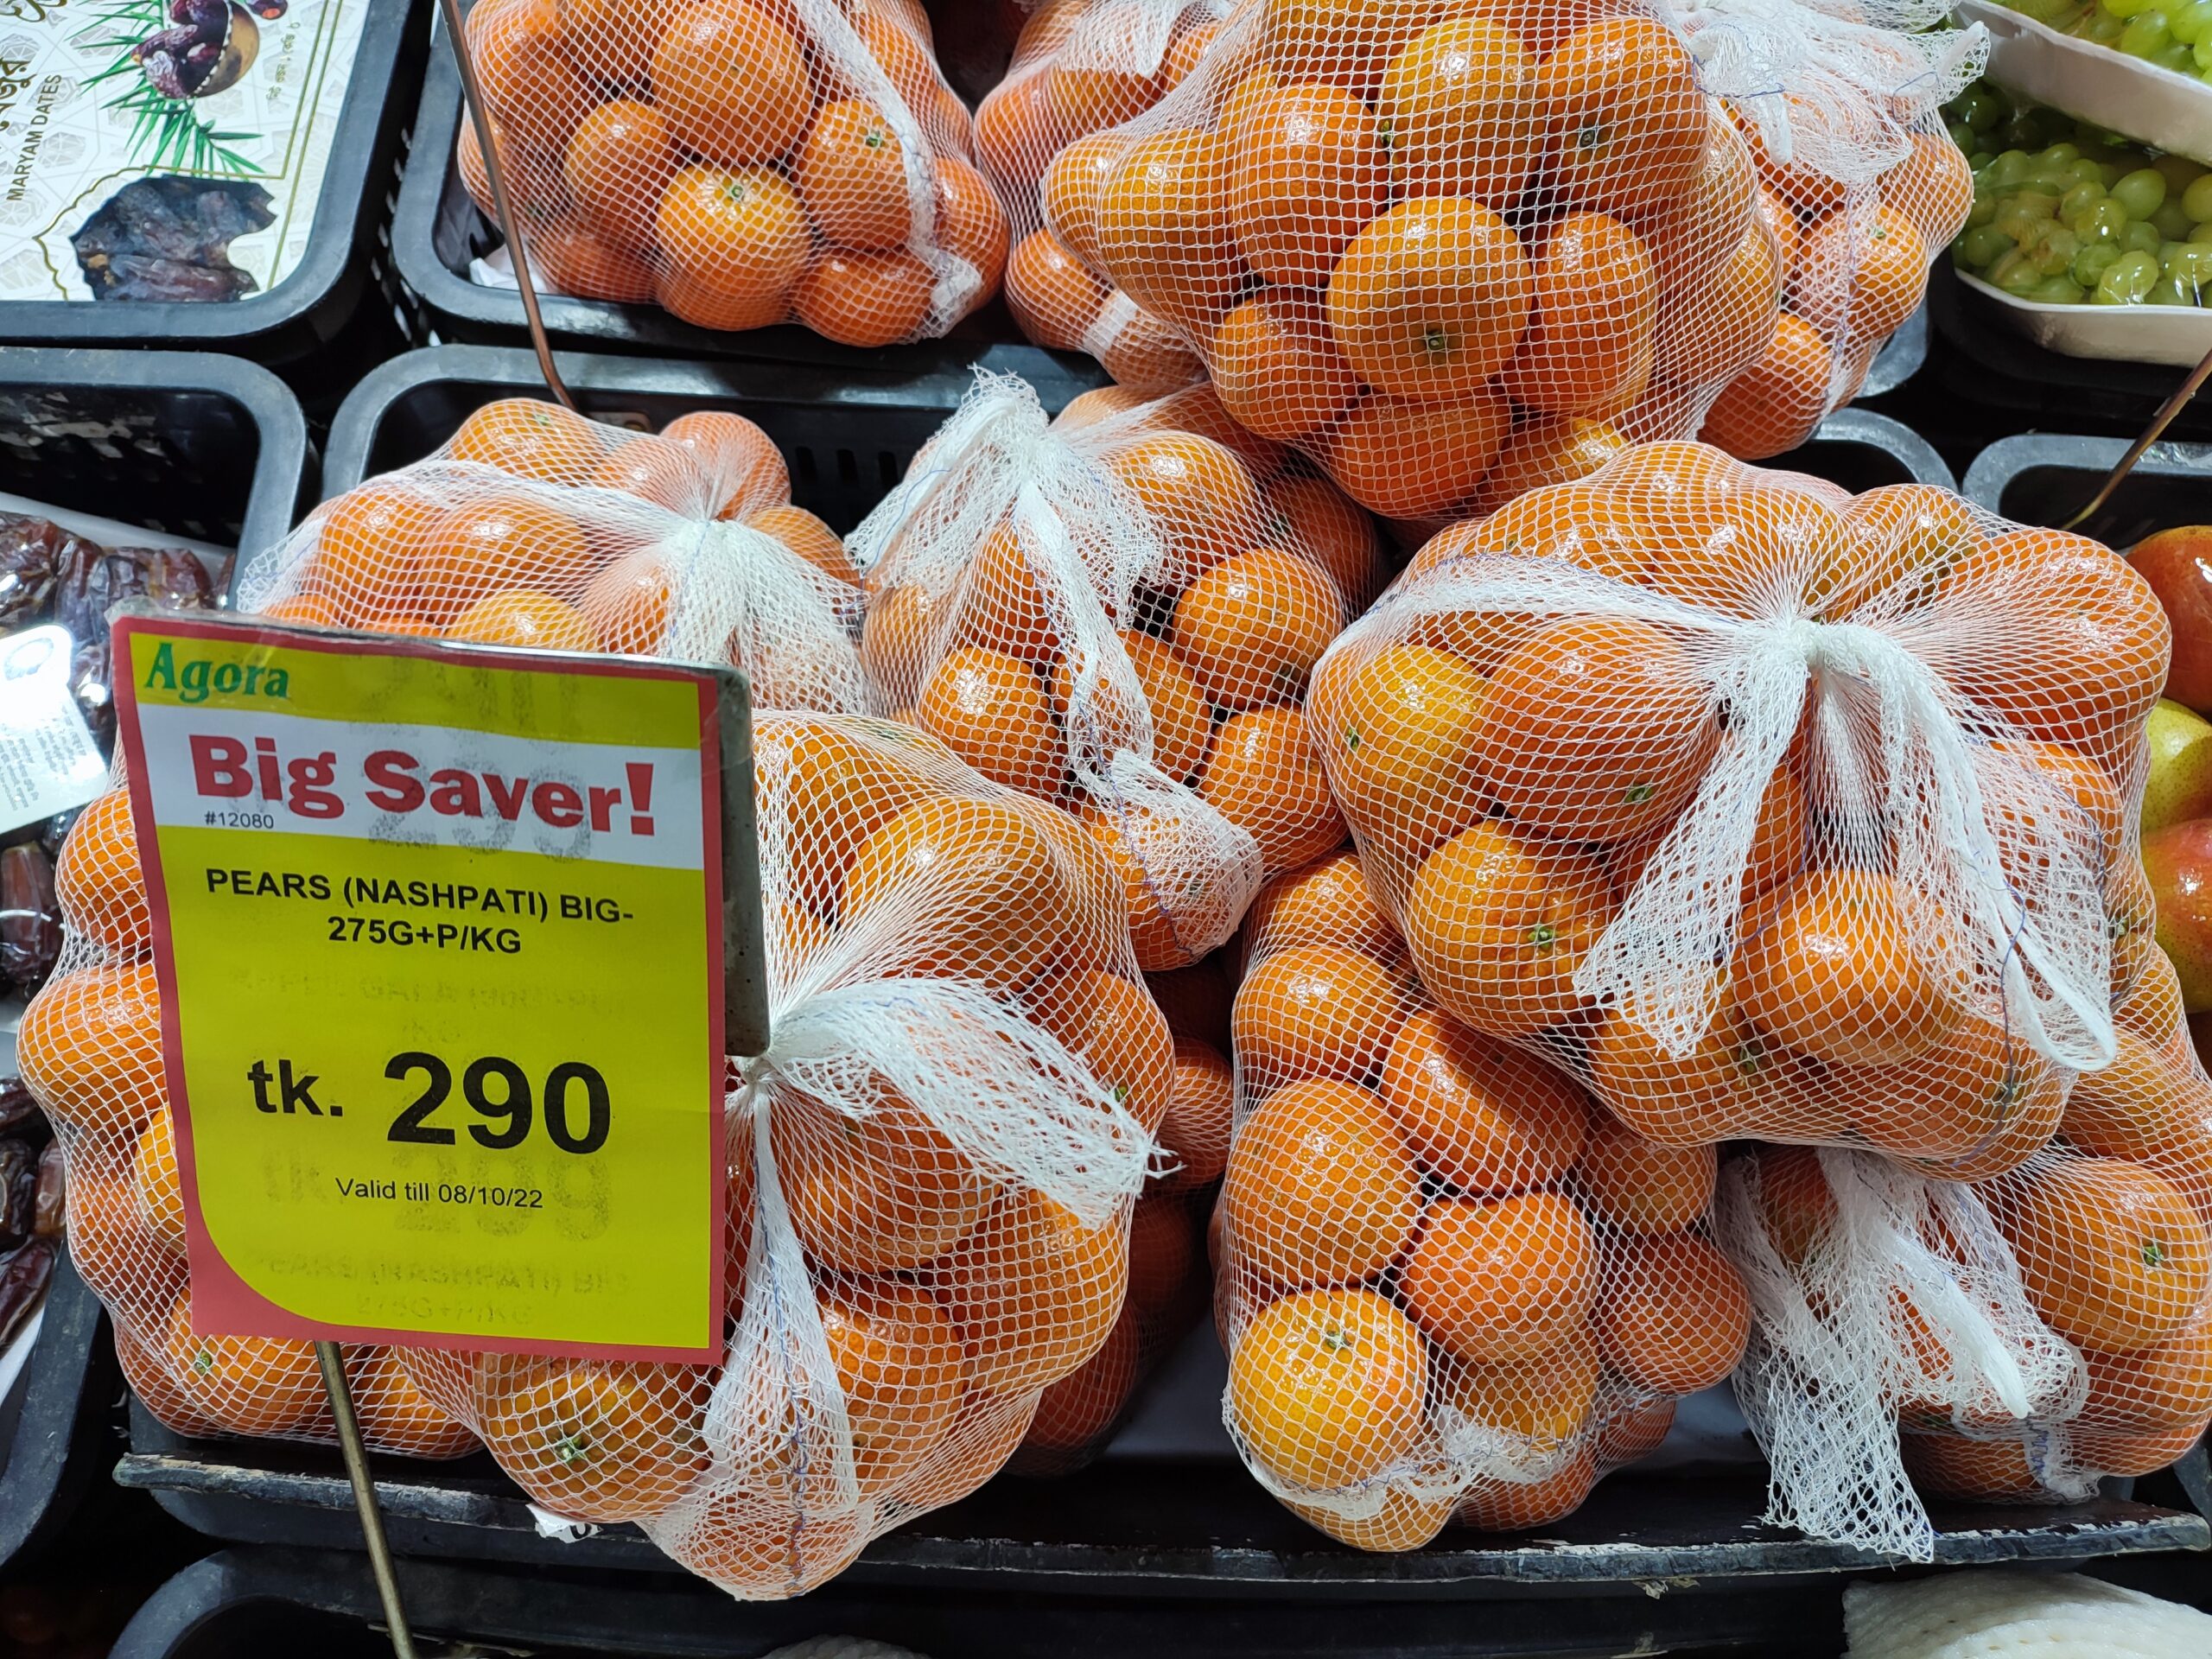 MARYAM DATES
Agora
Big Saver!
#12080
PEARS (NASHPATI) BIG-
275G+P/KG
tk. 290
Valid till 08/10/22